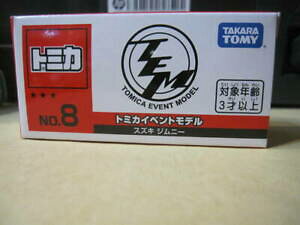 トミカ
★★★
NO.8
TEM
TOMICA EVENT MODEL
トミカイベントモデル
スズキ ジムニー
TAKARA
TOMY
対象年齢
3才以上